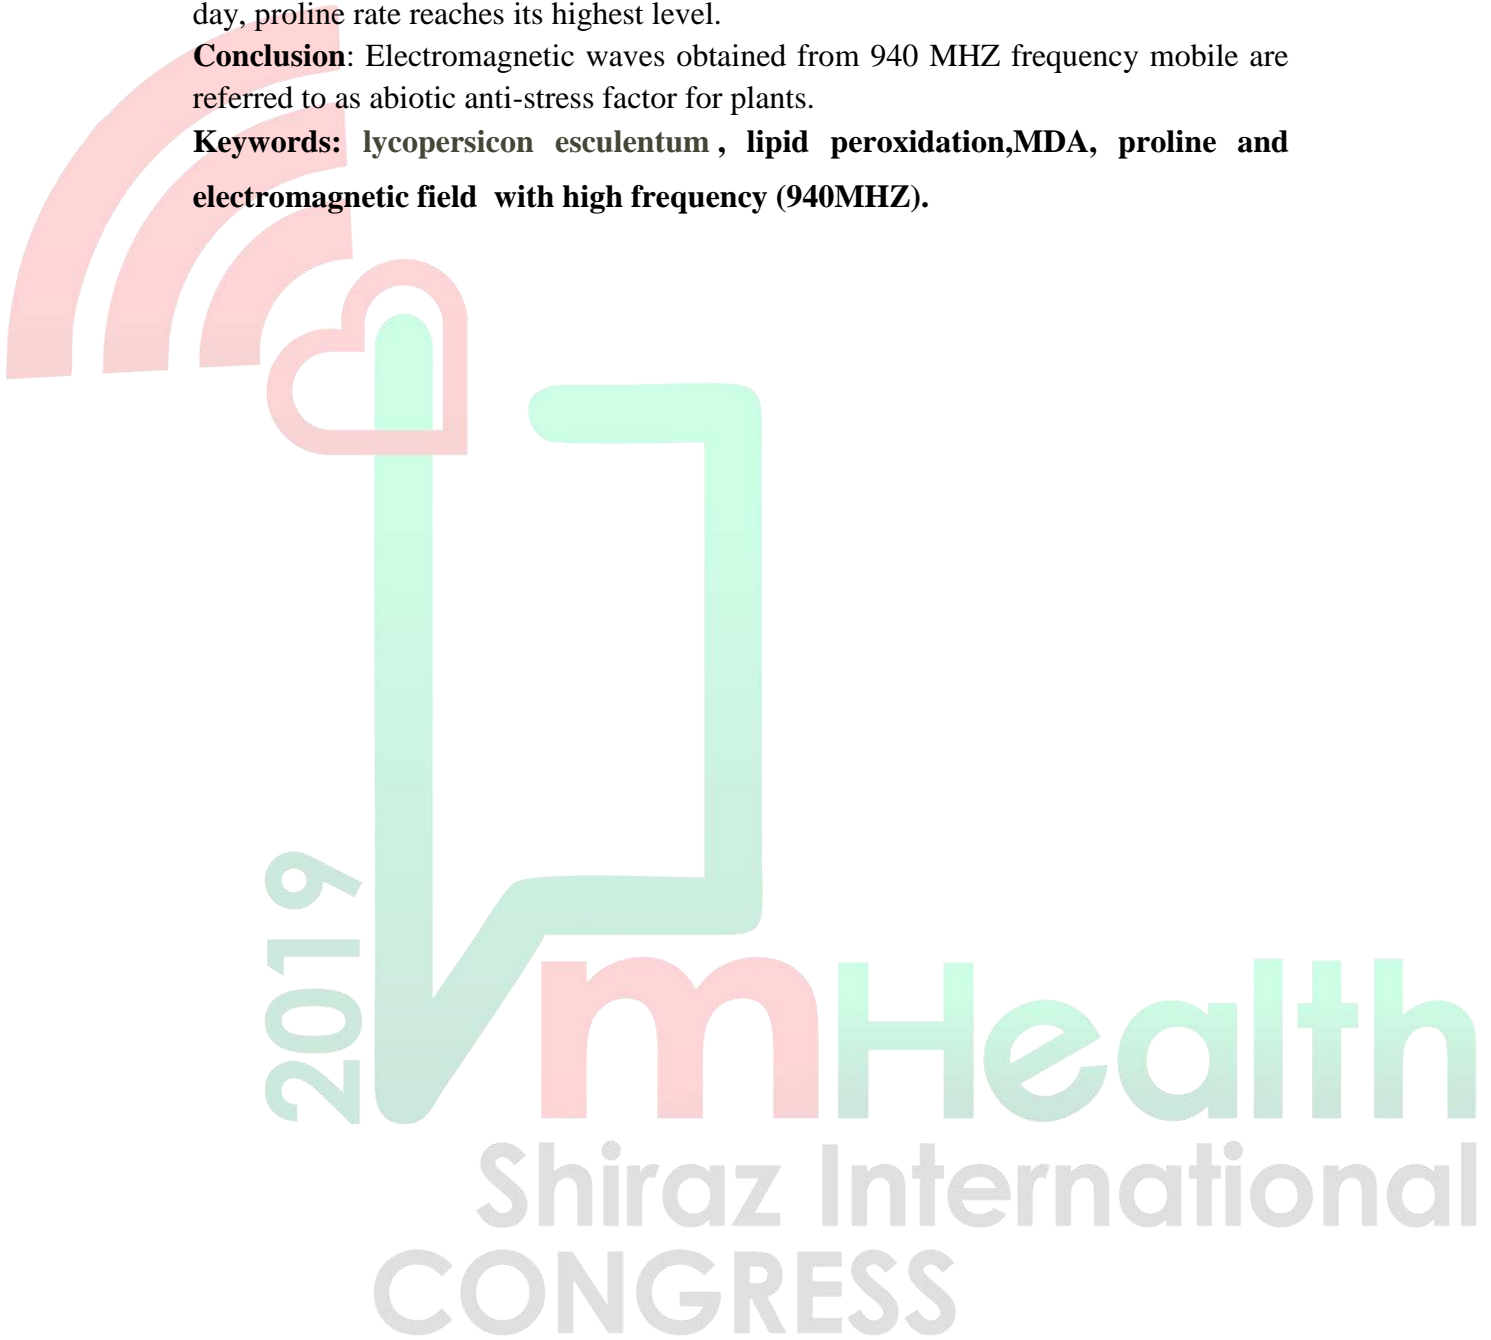 day, proline rate reaches its highest level.
Conclusion: Electromagnetic waves obtained from 940 MHZ frequency mobile are
referred to as abiotic anti-stress factor for plants.
Keywords: lycopersicon esculentum , lipid peroxidation,MDA, proline and
electromagnetic field with high frequency (940MHZ).
2019
mHealth
Shiraz International
CONGRESS